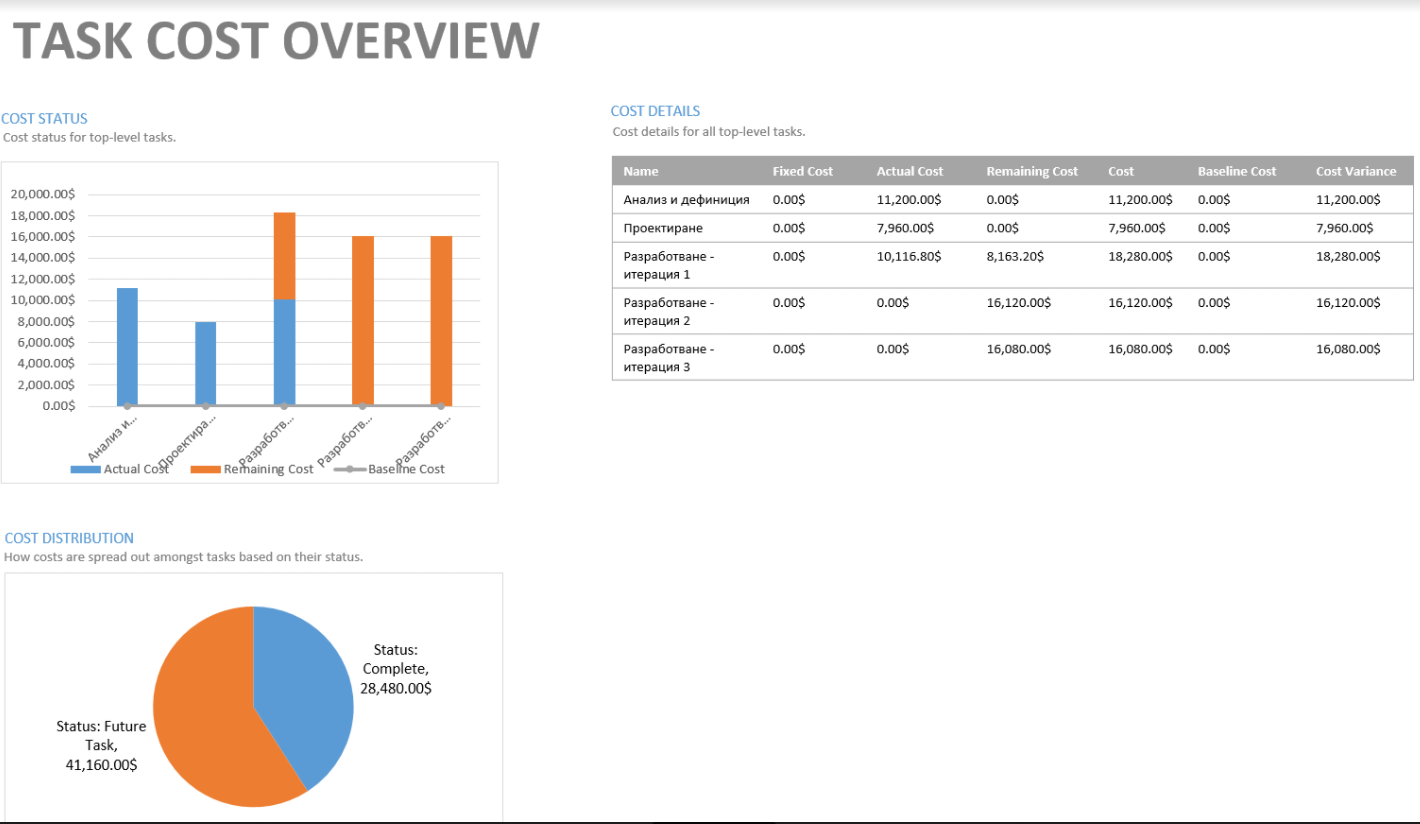 TASK COST OVERVIEW
COST STATUS
Cost status for top-level tasks.
20,000.00$
18,000.00$
16,000.00$
14,000.00$
12,000.00$
10,000.00$
8,000.00$
6,000.00$
4,000.00$
2,000.00$
0.00$
Анализ и...
Проектира...
Разработв...
Разработв...
Разработв...
Actual Cost Remaining Cost Baseline Cost
COST DETAILS
Cost details for all top-level tasks.
Name Fixed Cost Actual Cost Remaining Cost Cost Baseline Cost Cost Variance
Анализ и дефиниция 0.00$ 11,200.00$ 0.00$ 11,200.00$ 0.00$ 11,200.00$
Проектиране 0.00$ 7,960.00$ 0.00$ 7,960.00$ 0.00$ 7,960.00$
Разработване - 0.00$ 10,116.80$ 8,163.20$ 18,280.00$ 0.00$ 18,280.00$
итерация 1
Разработване - 0.00$ 0.00$ 16,120.00$ 16,120.00$ 0.00$ 16,120.00$
итерация 2
Разработване - 0.00$ 0.00$ 16,080.00$ 16,080.00$ 0.00$ 16,080.00$
итерация 3
COST DISTRIBUTION
How costs are spread out amongst tasks based on their status.
Status:
Complete,
28,480.00$
Status: Future
Task,
41,160.00$